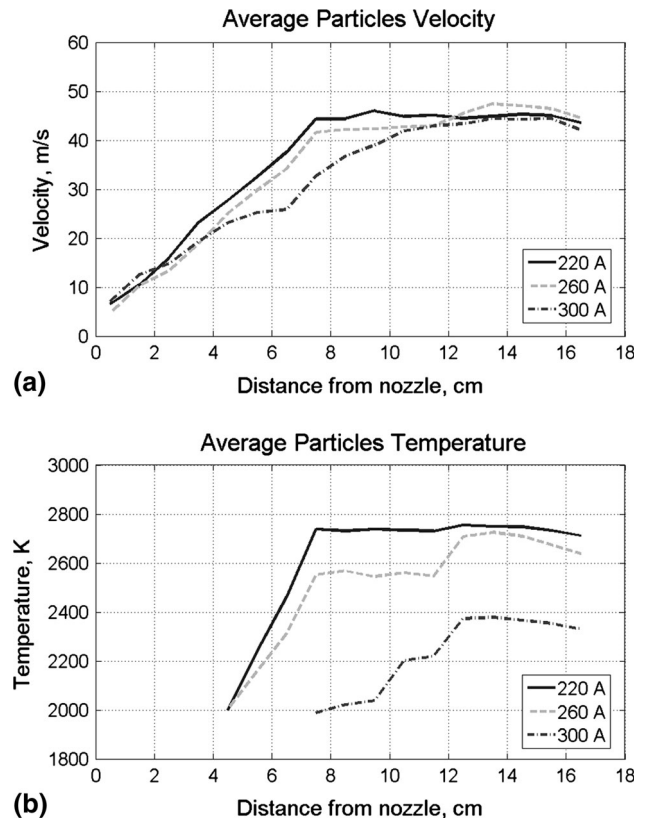 Average Particles Velocity
60
50
40
30
20
10
0
Velocity, m/s
220 A
260 A
300 A
0 2 4 6 8 10 12 14 16 18
Distance from nozzle, cm
(a)
Average Particles Temperature
3000
2800
2600
2400
2200
2000
1800
Temperature, K
220 A
260 A
300 A
0 2 4 6 8 10 12 14 16 18
Distance from nozzle, cm
(b)